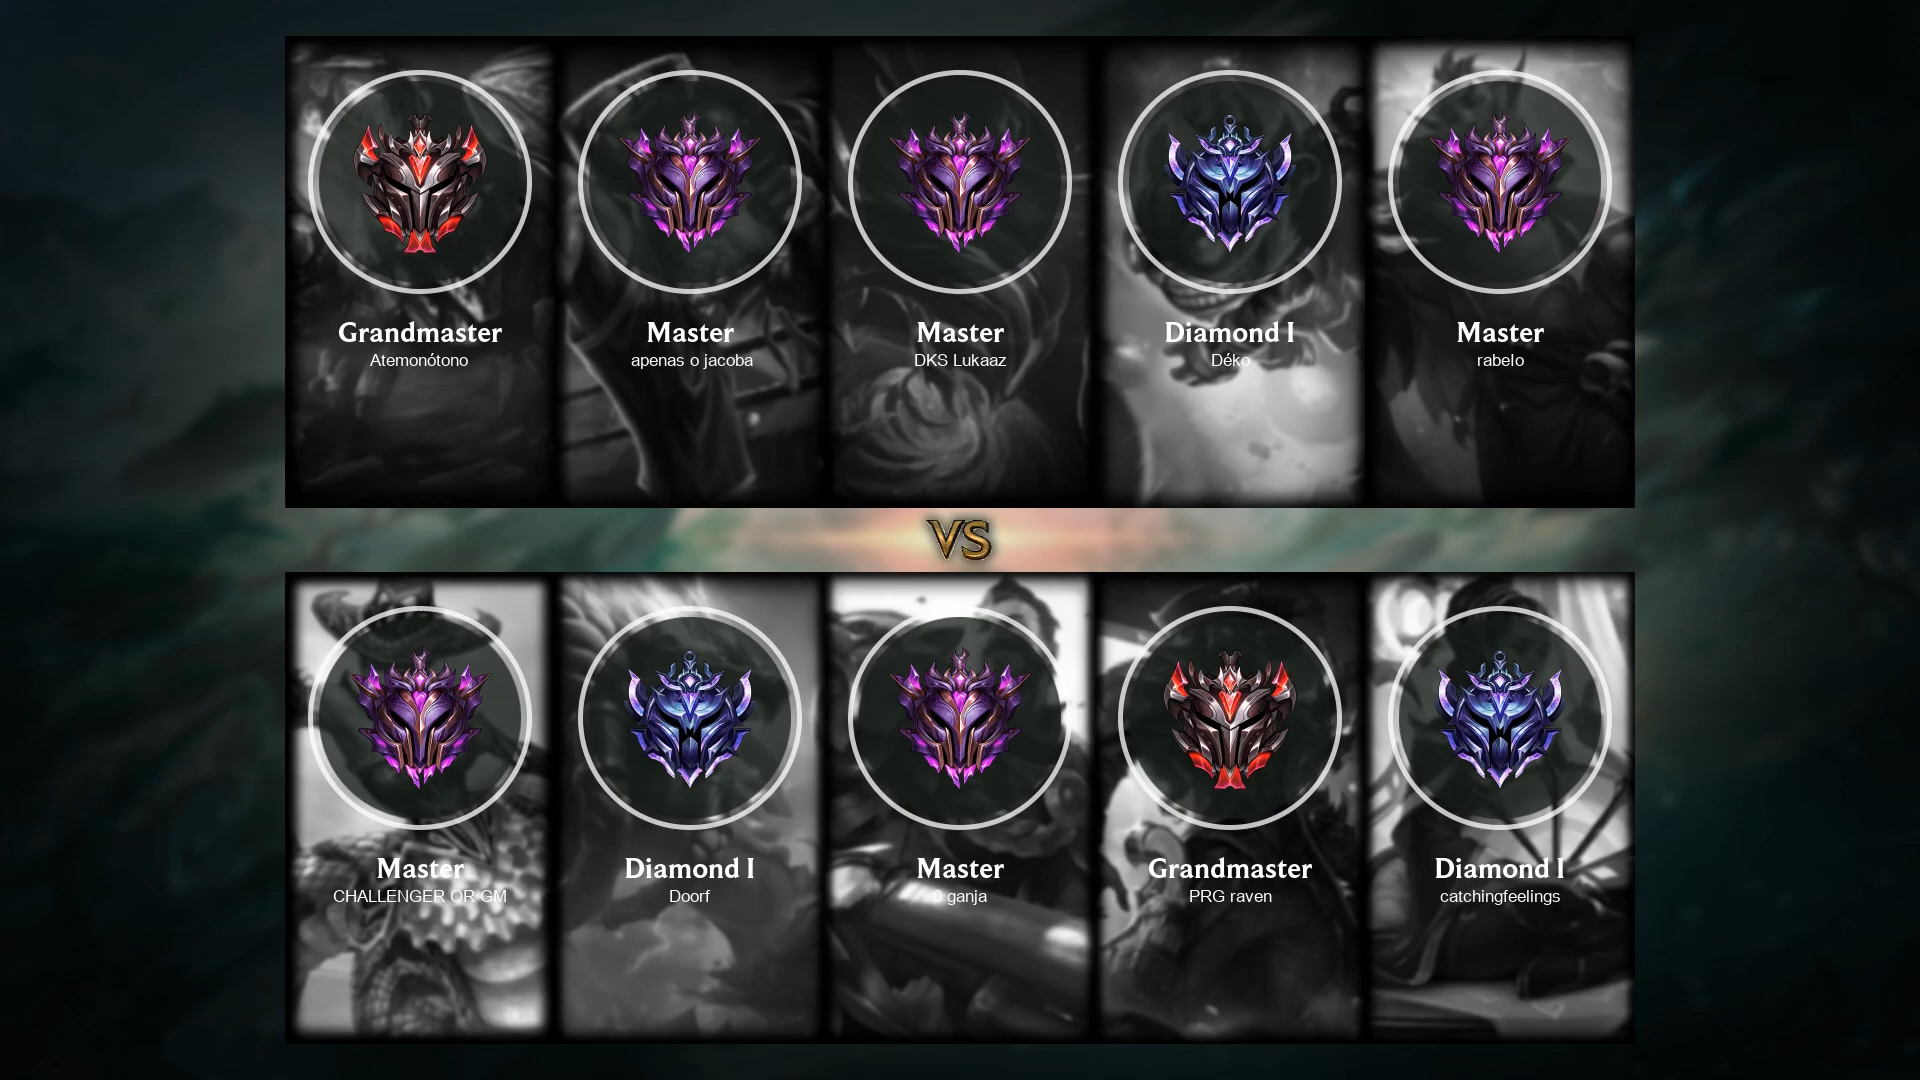 Grandmaster
Atemonótono
Master
apenas o jacoba
Master
DKS Lukaaz
Diamond I
Déko
Master
rabelo
VS
Master
CHALLENGER OR GM
Diamond I
Doorf
Master
ganja
Grandmaster
PRG raven
Diamond I
catchingfeelings